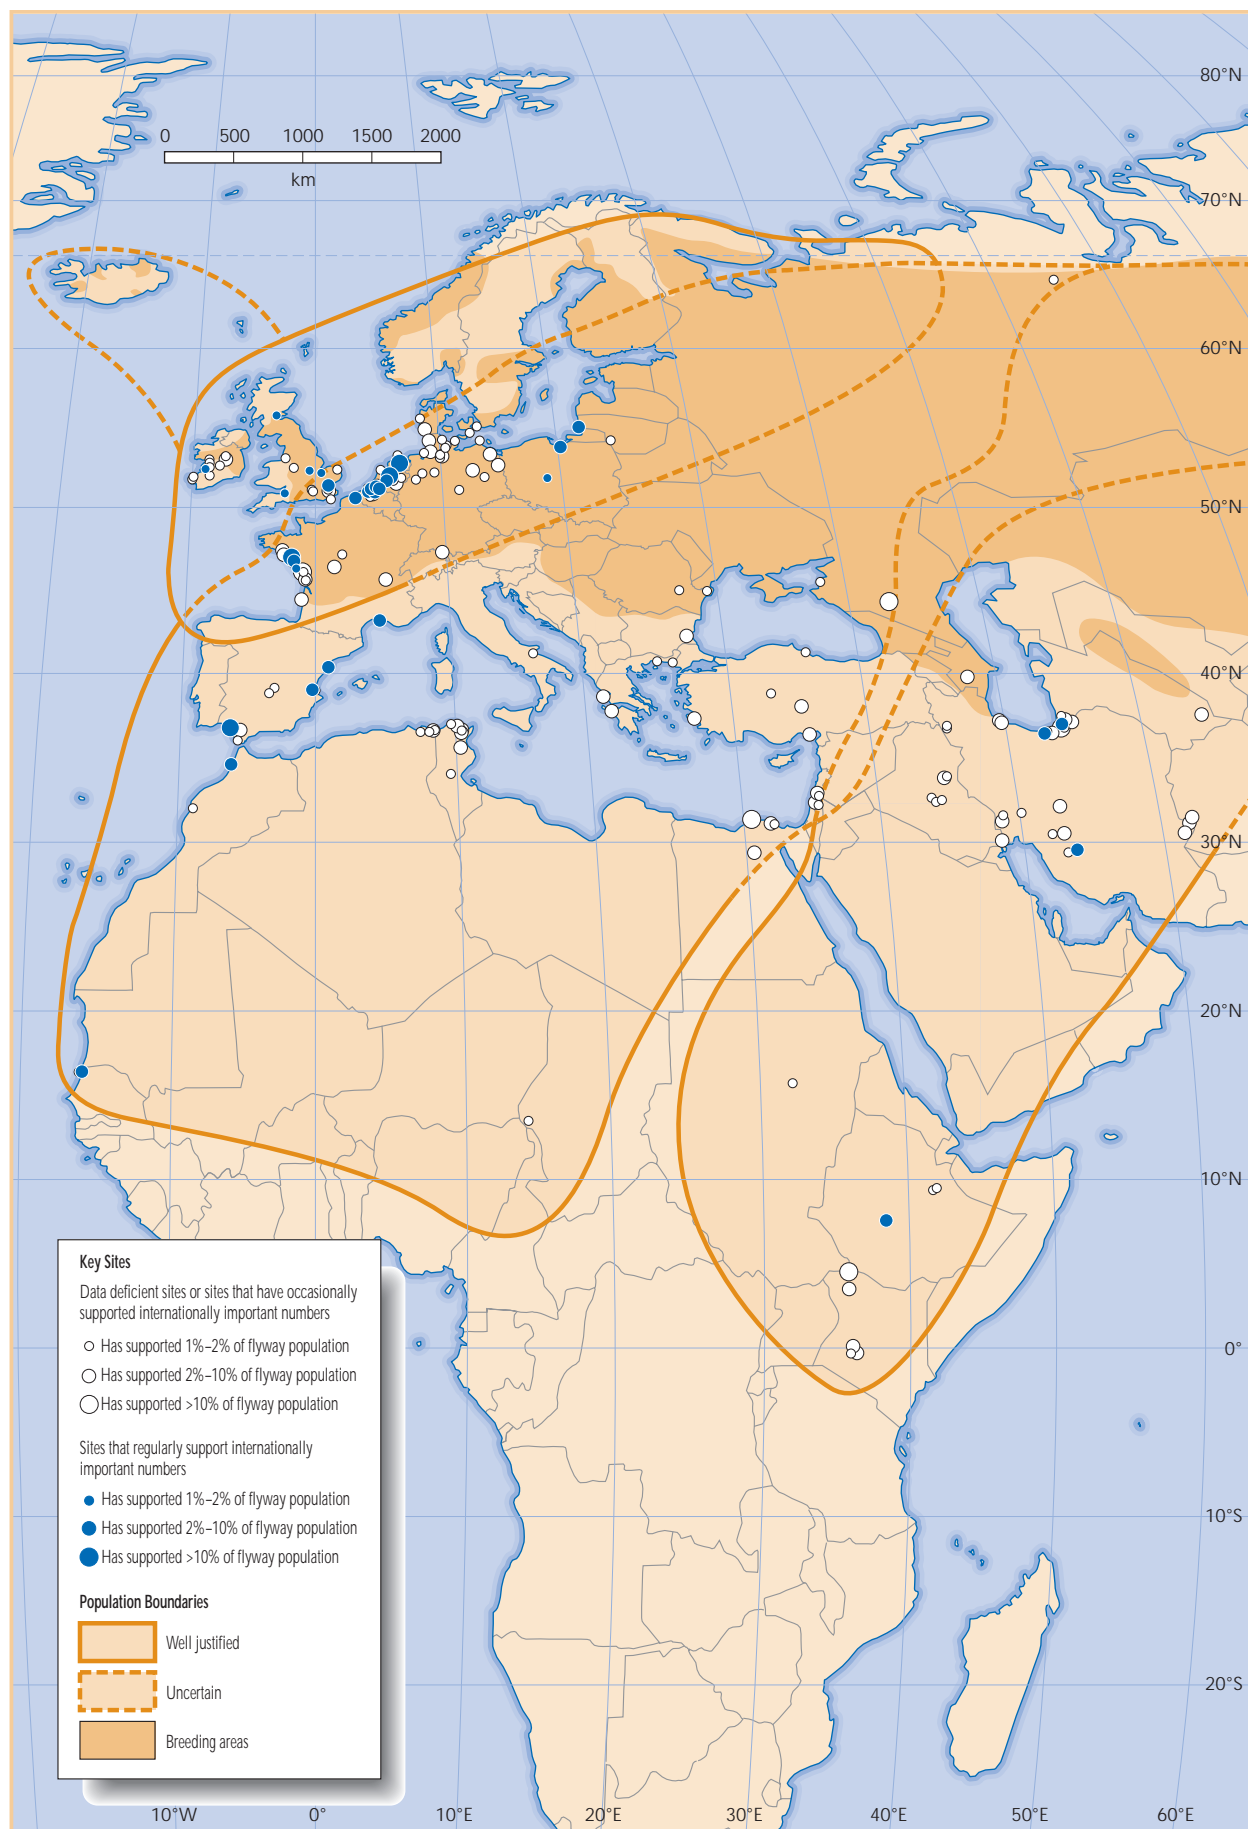 80°N
0 500 1000 1500 2000
km
70°N
60°N
50°N
40°N
30°N
20°N
10°N
0°
10°S
20°S
Key Sites
Data deficient sites or sites that have occasionally
supported internationally important numbers
Has supported 1%–2% of flyway population
Has supported 2%–10% of flyway population
Has supported >10% of flyway population
Sites that regularly support internationally
important numbers
Has supported 1%–2% of flyway population
Has supported 2%–10% of flyway population
Has supported >10% of flyway population
Population Boundaries
Well justified
Uncertain
Breeding areas
10°W 0° 10°E 20°E 30°E 40°E 50°E 60°E